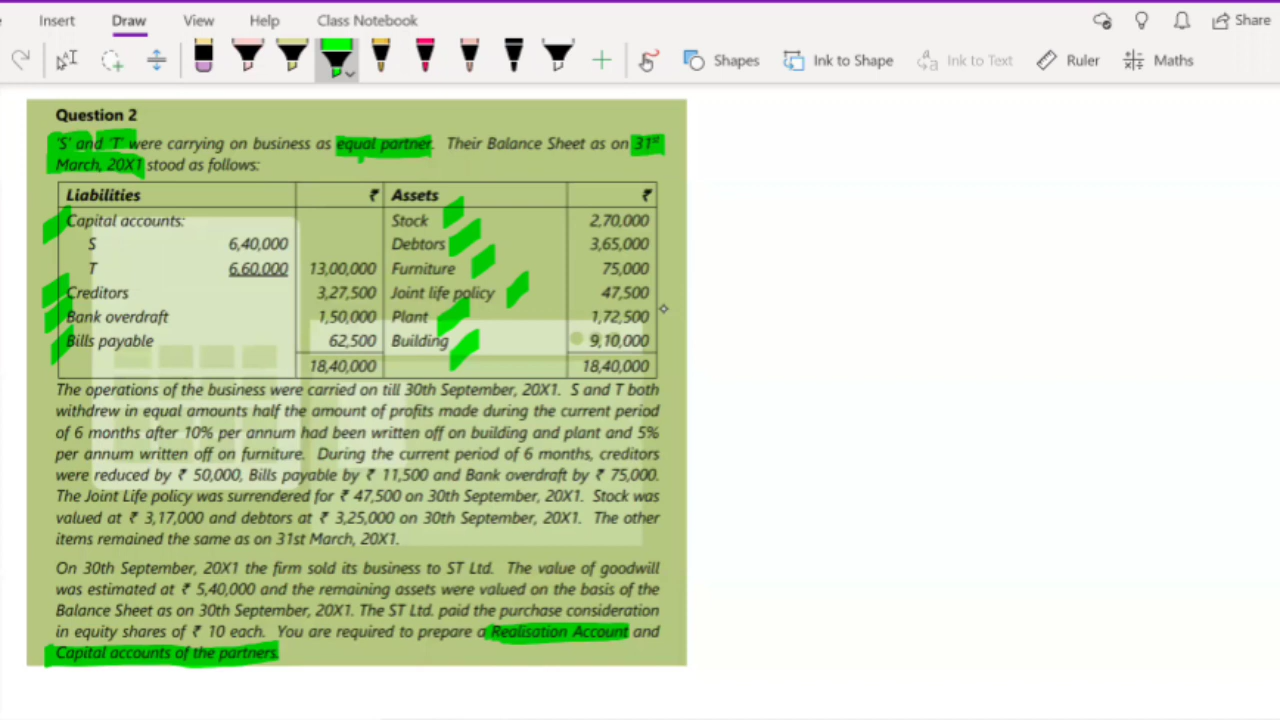 Insert Draw View Help Class Notebook Share
Shapes Ink to Shape Ink to Text Ruler Maths
Question 2
'S' and 'T' were carrying on business as equal partner. Their Balance Sheet as on 31st
March, 20X1 stood as follows:
Liabilities ₹ Assets ₹
Capital accounts: Stock 2,70,000
S 6,40,000 Debtors 3,65,000
T 6,60,000 13,00,000 Furniture 75,000
Creditors 3,27,500 Joint life policy 47,500
Bank overdraft 1,50,000 Plant 1,72,500
Bills payable 62,500 Building 9,10,000
18,40,000 18,40,000
The operations of the business were carried on till 30th September, 20X1. S and T both
withdrew in equal amounts half the amount of profits made during the current period
of 6 months after 10% per annum had been written off on building and plant and 5%
per annum written off on furniture. During the current period of 6 months, creditors
were reduced by ₹ 50,000, Bills payable by ₹ 11,500 and Bank overdraft by ₹ 75,000.
The Joint Life policy was surrendered for ₹ 47,500 on 30th September, 20X1. Stock was
valued at ₹ 3,17,000 and debtors at ₹ 3,25,000 on 30th September, 20X1. The other
items remained the same as on 31st March, 20X1.
On 30th September, 20X1 the firm sold its business to ST Ltd. The value of goodwill
was estimated at ₹ 5,40,000 and the remaining assets were valued on the basis of the
Balance Sheet as on 30th September, 20X1. The ST Ltd. paid the purchase consideration
in equity shares of ₹ 10 each. You are required to prepare a Realisation Account and
Capital accounts of the partners.